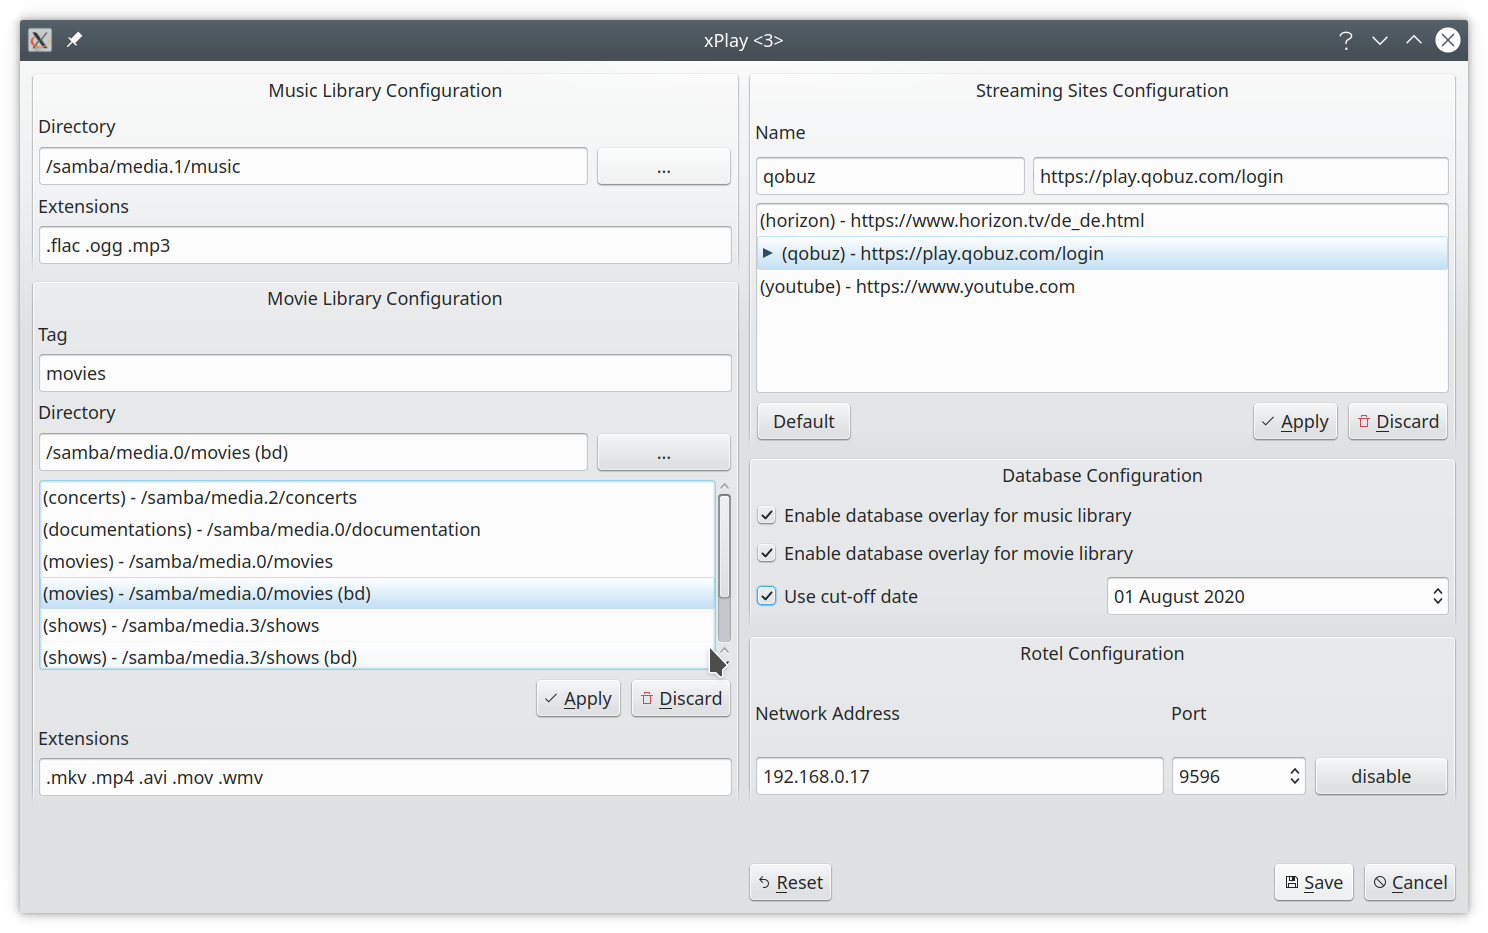 xPlay <3>
Music Library Configuration
Directory
/samba/media.1/music
...
Extensions
.flac .ogg .mp3
Movie Library Configuration
Tag
movies
Directory
/samba/media.0/movies (bd)
...
(concerts) - /samba/media.2/concerts
(documentations) - /samba/media.0/documentation
(movies) - /samba/media.0/movies
(movies) - /samba/media.0/movies (bd)
(shows) - /samba/media.3/shows
(shows) - /samba/media.3/shows (bd)
Apply Discard
Extensions
.mkv .mp4 .avi .mov .wmv
Streaming Sites Configuration
Name
qobuz https://play.qobuz.com/login
(horizon) - https://www.horizon.tv/de_de.html
(qobuz) - https://play.qobuz.com/login
(youtube) - https://www.youtube.com
Default Apply Discard
Database Configuration
Enable database overlay for music library
Enable database overlay for movie library
Use cut-off date 01 August 2020
Rotel Configuration
Network Address Port
192.168.0.17 9596 disable
Reset Save Cancel